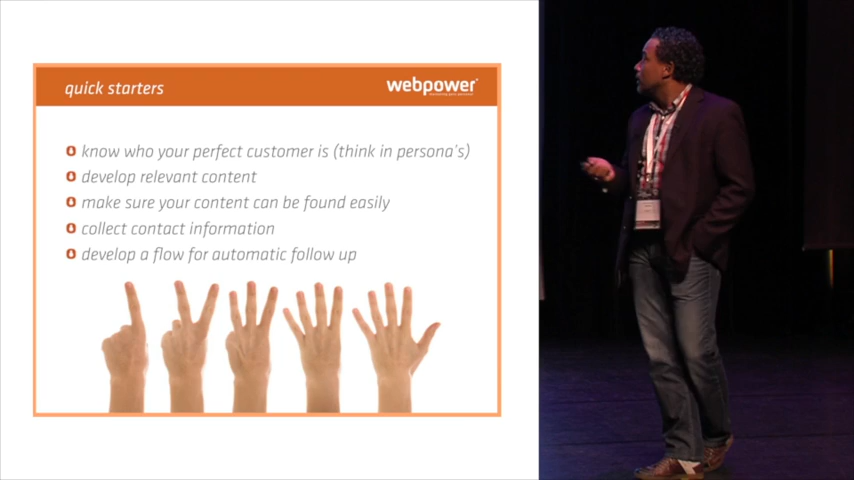 quick starters
webpower
know who your perfect customer is (think in persona's)
develop relevant content
make sure your content can be found easily
collect contact information
develop a flow for automatic follow up